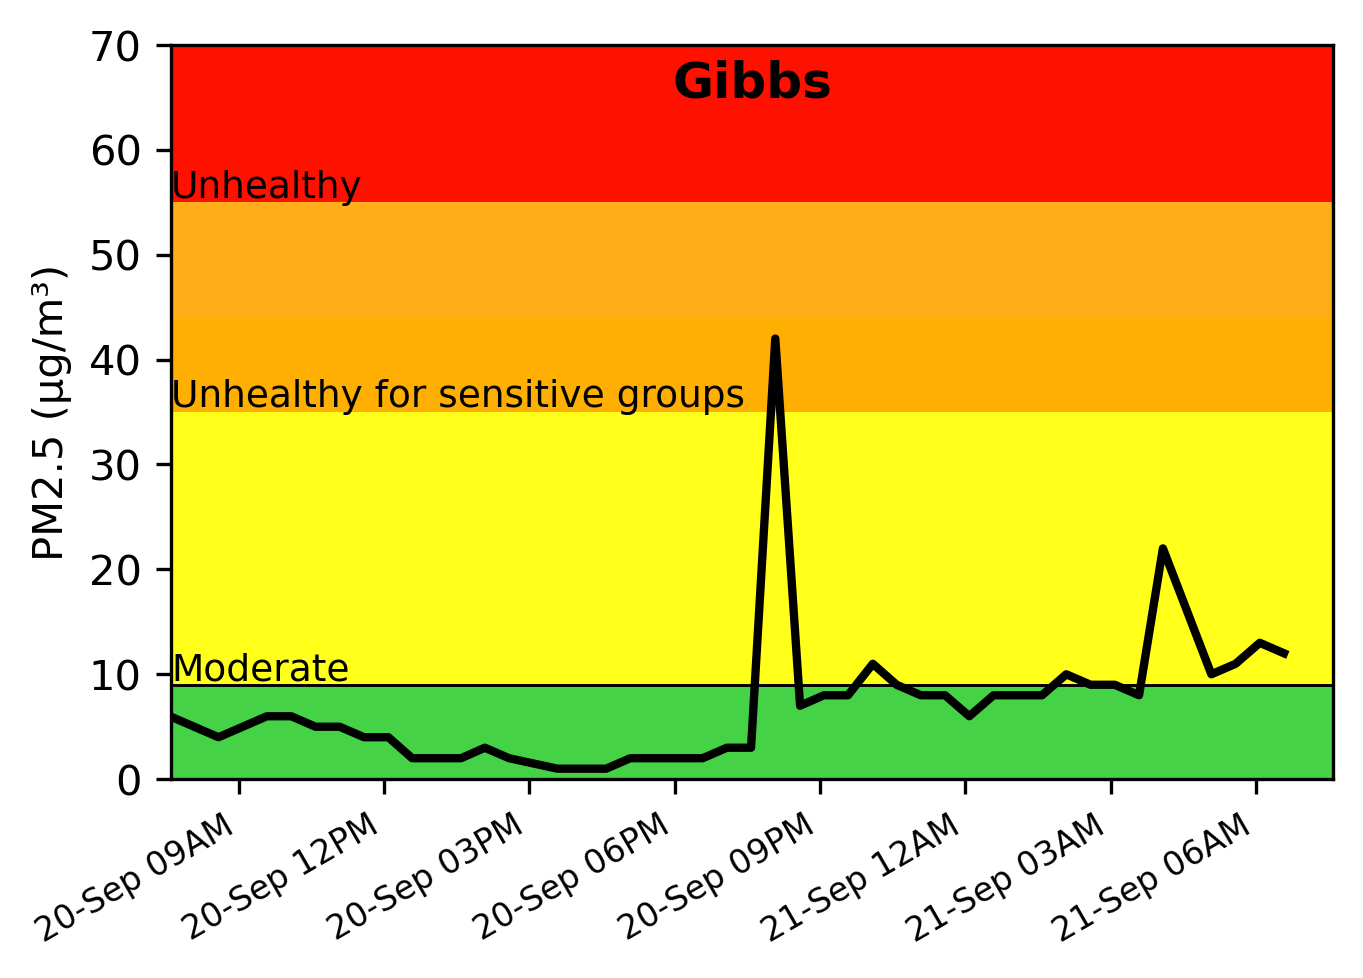 Gibbs
PM2.5 (µg/m³)
70
60
50
40
30
20
10
0
Unhealthy
Unhealthy for sensitive groups
Moderate
20-Sep 09AM
20-Sep 12PM
20-Sep 03PM
20-Sep 06PM
20-Sep 09PM
21-Sep 12AM
21-Sep 03AM
21-Sep 06AM